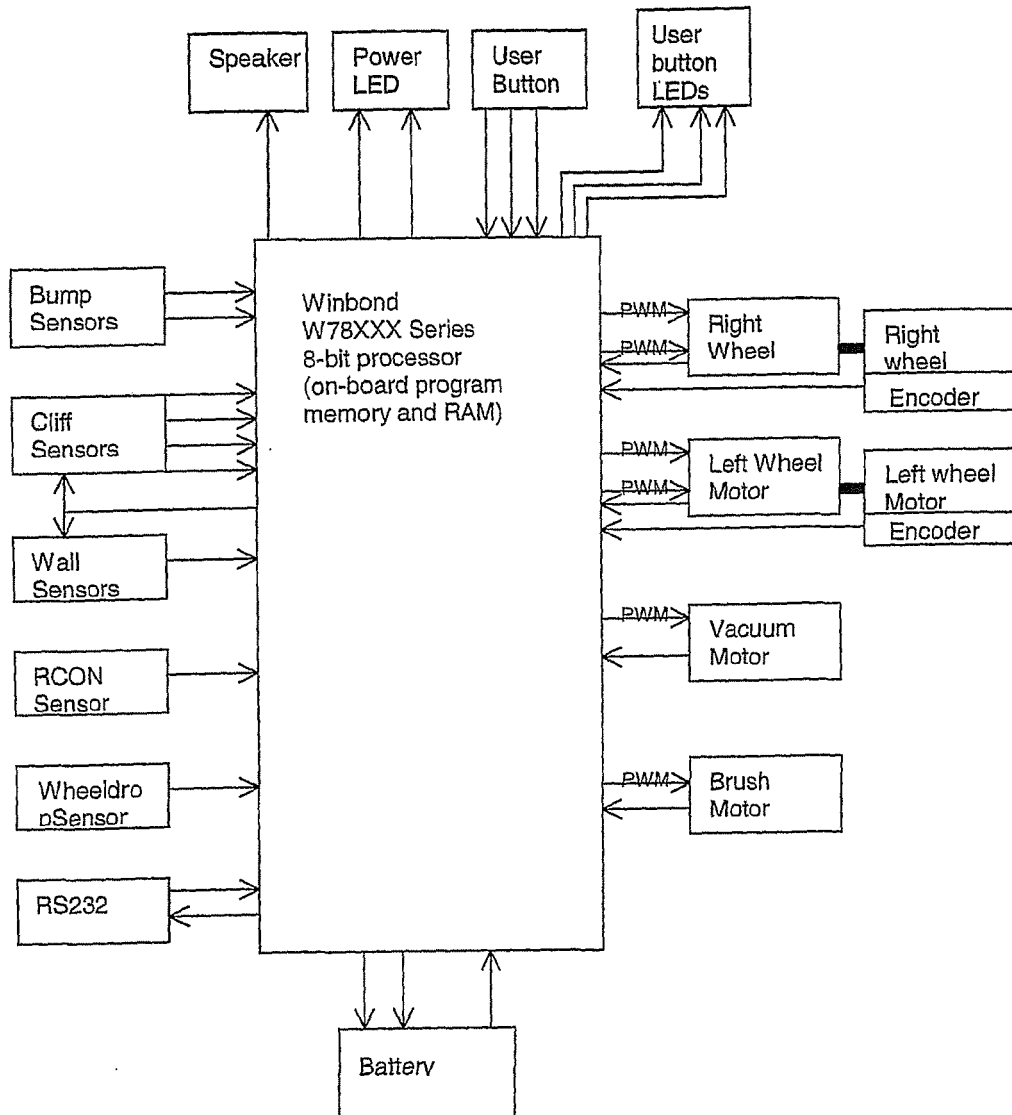 Speaker
Power
LED
User
Button
User
button
LEDs
Bump
Sensors
Cliff
Sensors
Wall
Sensors
RCON
Sensor
Wheeldro
pSensor
RS232
Winbond
W78XXX Series
8-bit processor
(on-board program
memory and RAM)
PWM
PWM
Right
Wheel
Right
wheel
Encoder
PWM
PWM
Left Wheel
Motor
Left wheel
Motor
Encoder
PWM
Vacuum
Motor
PWM
Brush
Motor
Battery